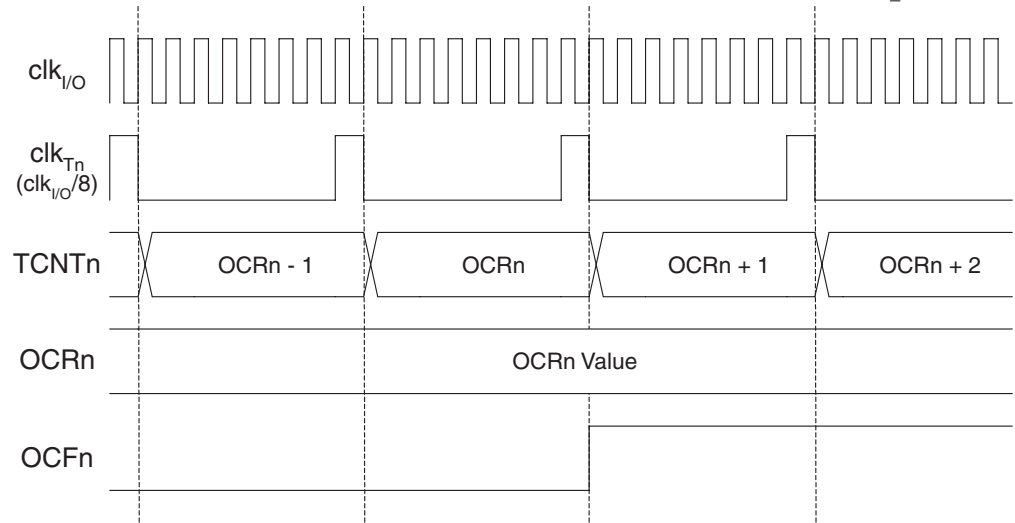 clkI/O
clkTn
(clkI/O/8)
TCNTn OCRn - 1 OCRn OCRn + 1 OCRn + 2
OCRn OCRn Value
OCFn